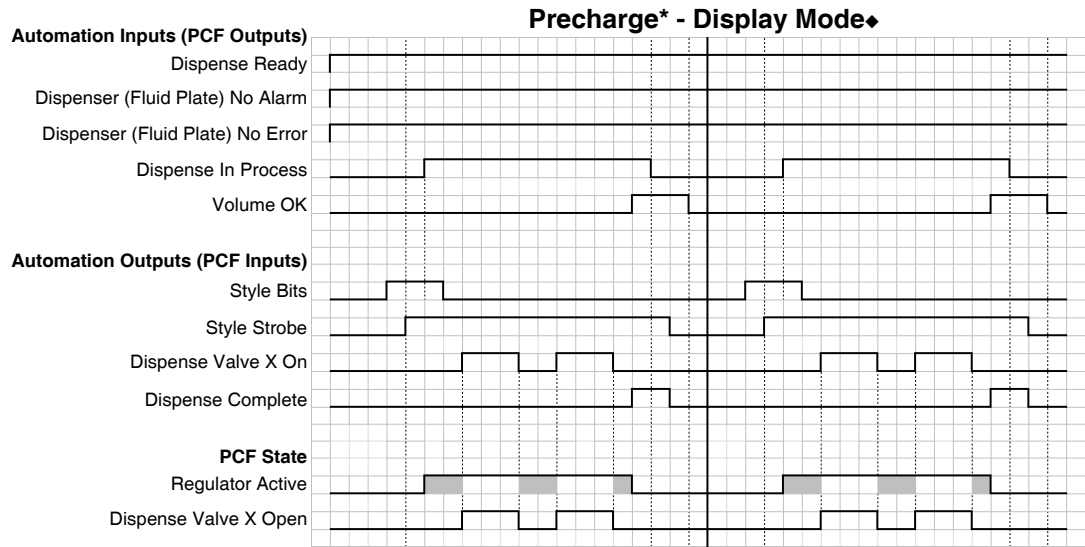 Precharge* - Display Mode◆
Automation Inputs (PCF Outputs)
Dispense Ready
Dispenser (Fluid Plate) No Alarm
Dispenser (Fluid Plate) No Error
Dispense In Process
Volume OK
Automation Outputs (PCF Inputs)
Style Bits
Style Strobe
Dispense Valve X On
Dispense Complete
PCF State
Regulator Active
Dispense Valve X Open